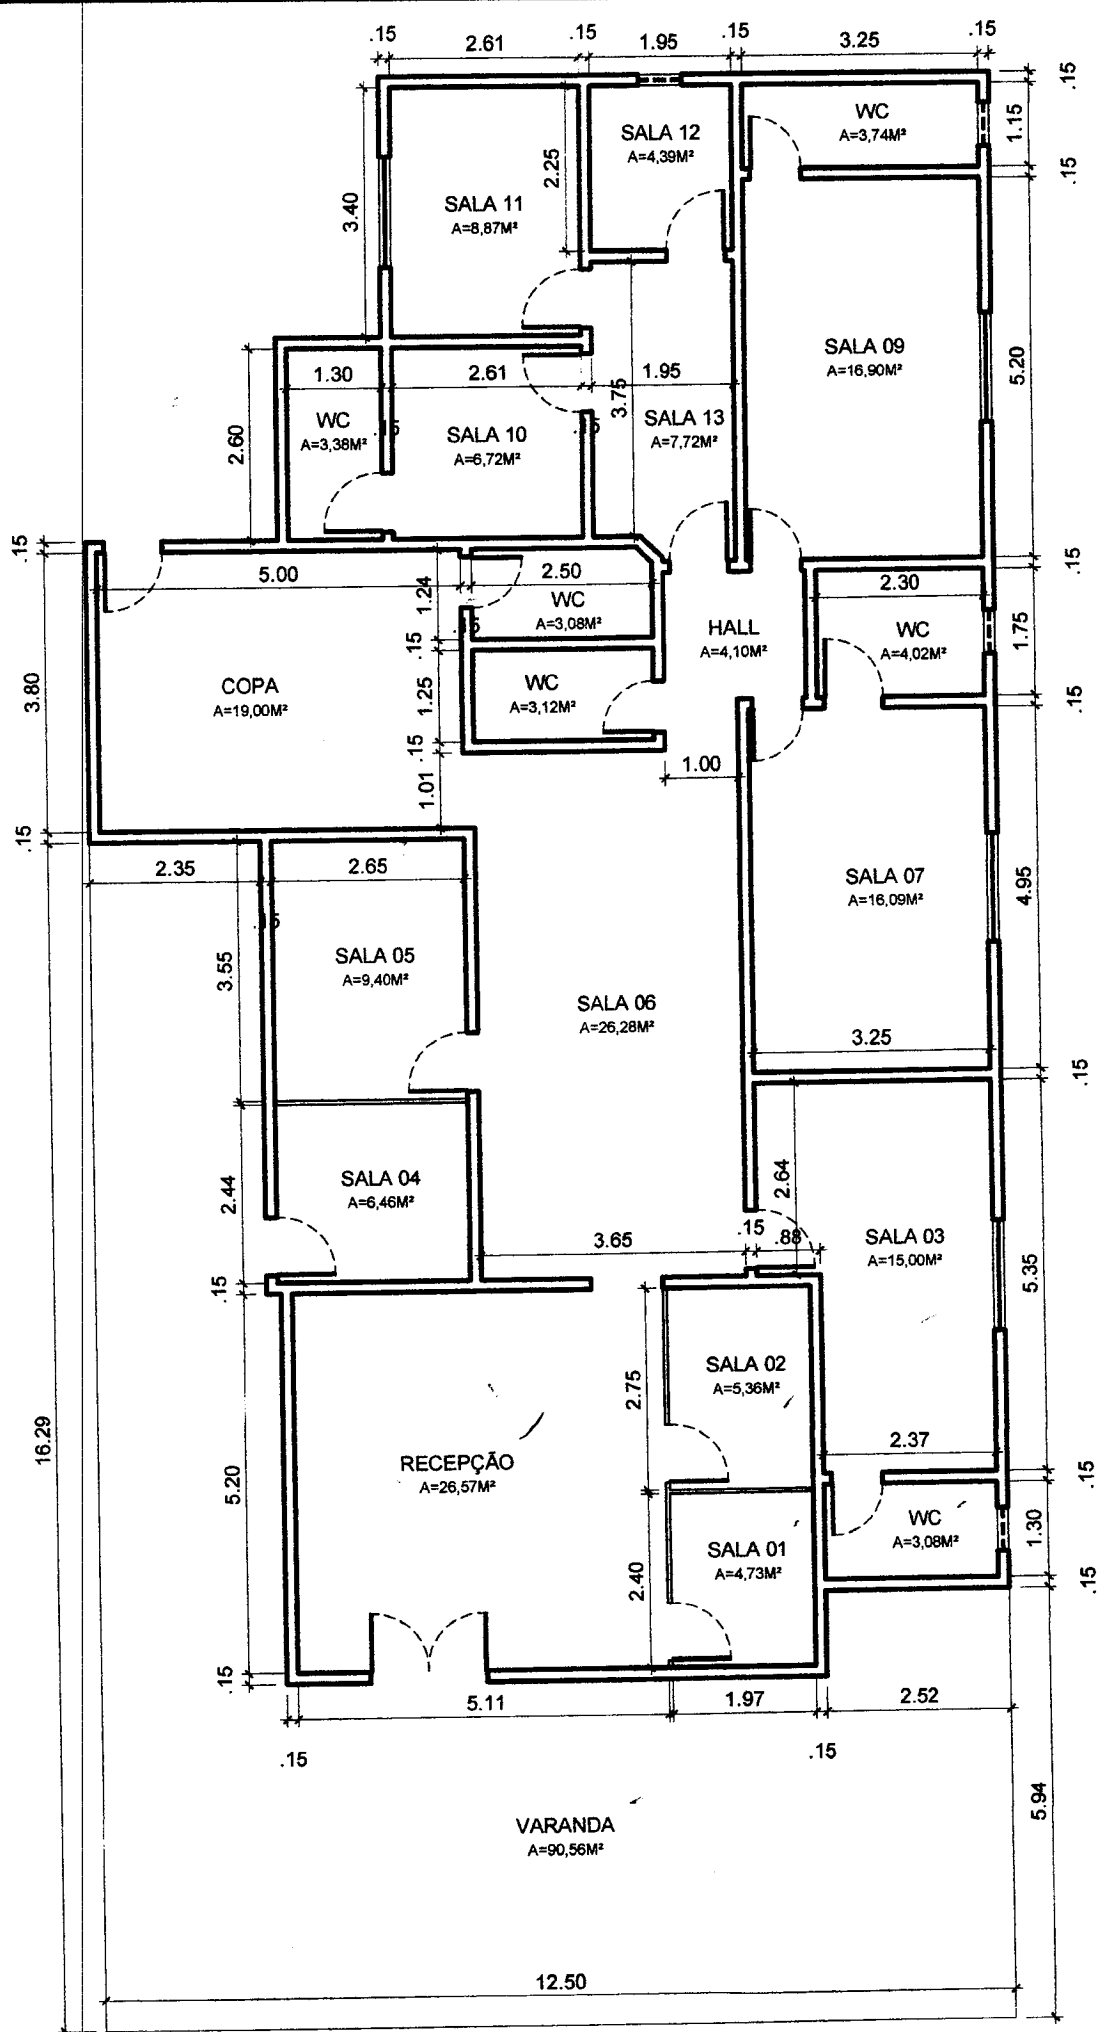 .15
2.61
.15
1.95
.15
3.25
.15
.15
WC
A=3,74M²
1.15
SALA 12
A=4,39M²
2.25
.15
SALA 11
A=8,87M²
3.40
SALA 09
A=16,90M²
5.20
1.30
2.61
1.95
3.75
WC
A=3,38M²
.15
SALA 10
A=6,72M²
.15
SALA 13
A=7,72M²
2.60
.15
5.00
1.24
2.50
2.30
.15
WC
A=3,08M²
.15
HALL
A=4,10M²
WC
A=4,02M²
1.75
.15
COPA
A=19,00M²
3.80
1.25
WC
A=3,12M²
.15
.15
1.01
1.00
.15
2.35
2.65
SALA 07
A=16,09M²
4.95
.15
3.55
SALA 05
A=9,40M²
SALA 06
A=26,28M²
3.25
.15
2.44
SALA 04
A=6,46M²
2.64
.15
.88
3.65
SALA 03
A=15,00M²
5.35
.15
SALA 02
A=5,36M²
2.75
16.29
2.37
RECEPÇÃO
A=26,57M²
5.20
.15
WC
A=3,08M²
1.30
SALA 01
A=4,73M²
2.40
.15
.15
5.11
1.97
2.52
.15
.15
5.94
VARANDA
A=90,56M²
12.50